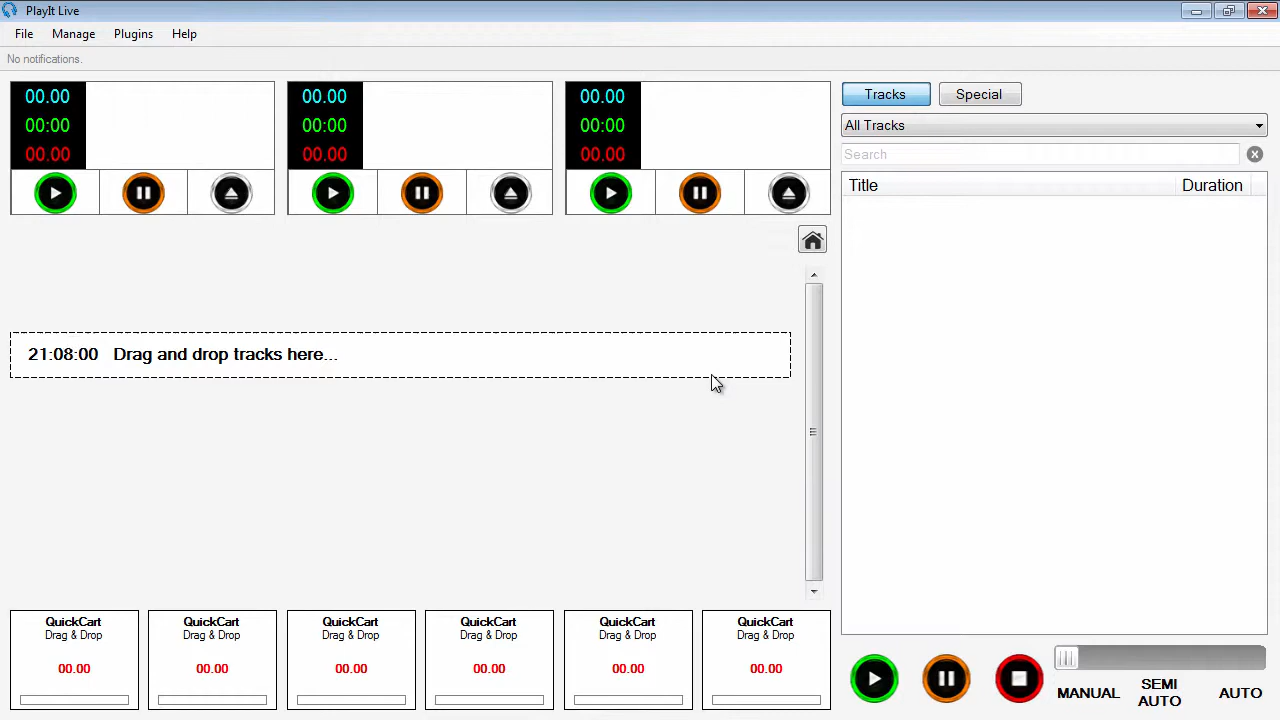 PlayIt Live
File Manage Plugins Help
No notifications.
00.00 00.00 00.00
00:00 00:00 00:00
00.00 00.00 00.00
Tracks Special
All Tracks
Search
Title Duration
21:08:00 Drag and drop tracks here...
QuickCart QuickCart QuickCart QuickCart QuickCart QuickCart
Drag & Drop Drag & Drop Drag & Drop Drag & Drop Drag & Drop Drag & Drop
00.00 00.00 00.00 00.00 00.00 00.00
MANUAL SEMI AUTO AUTO